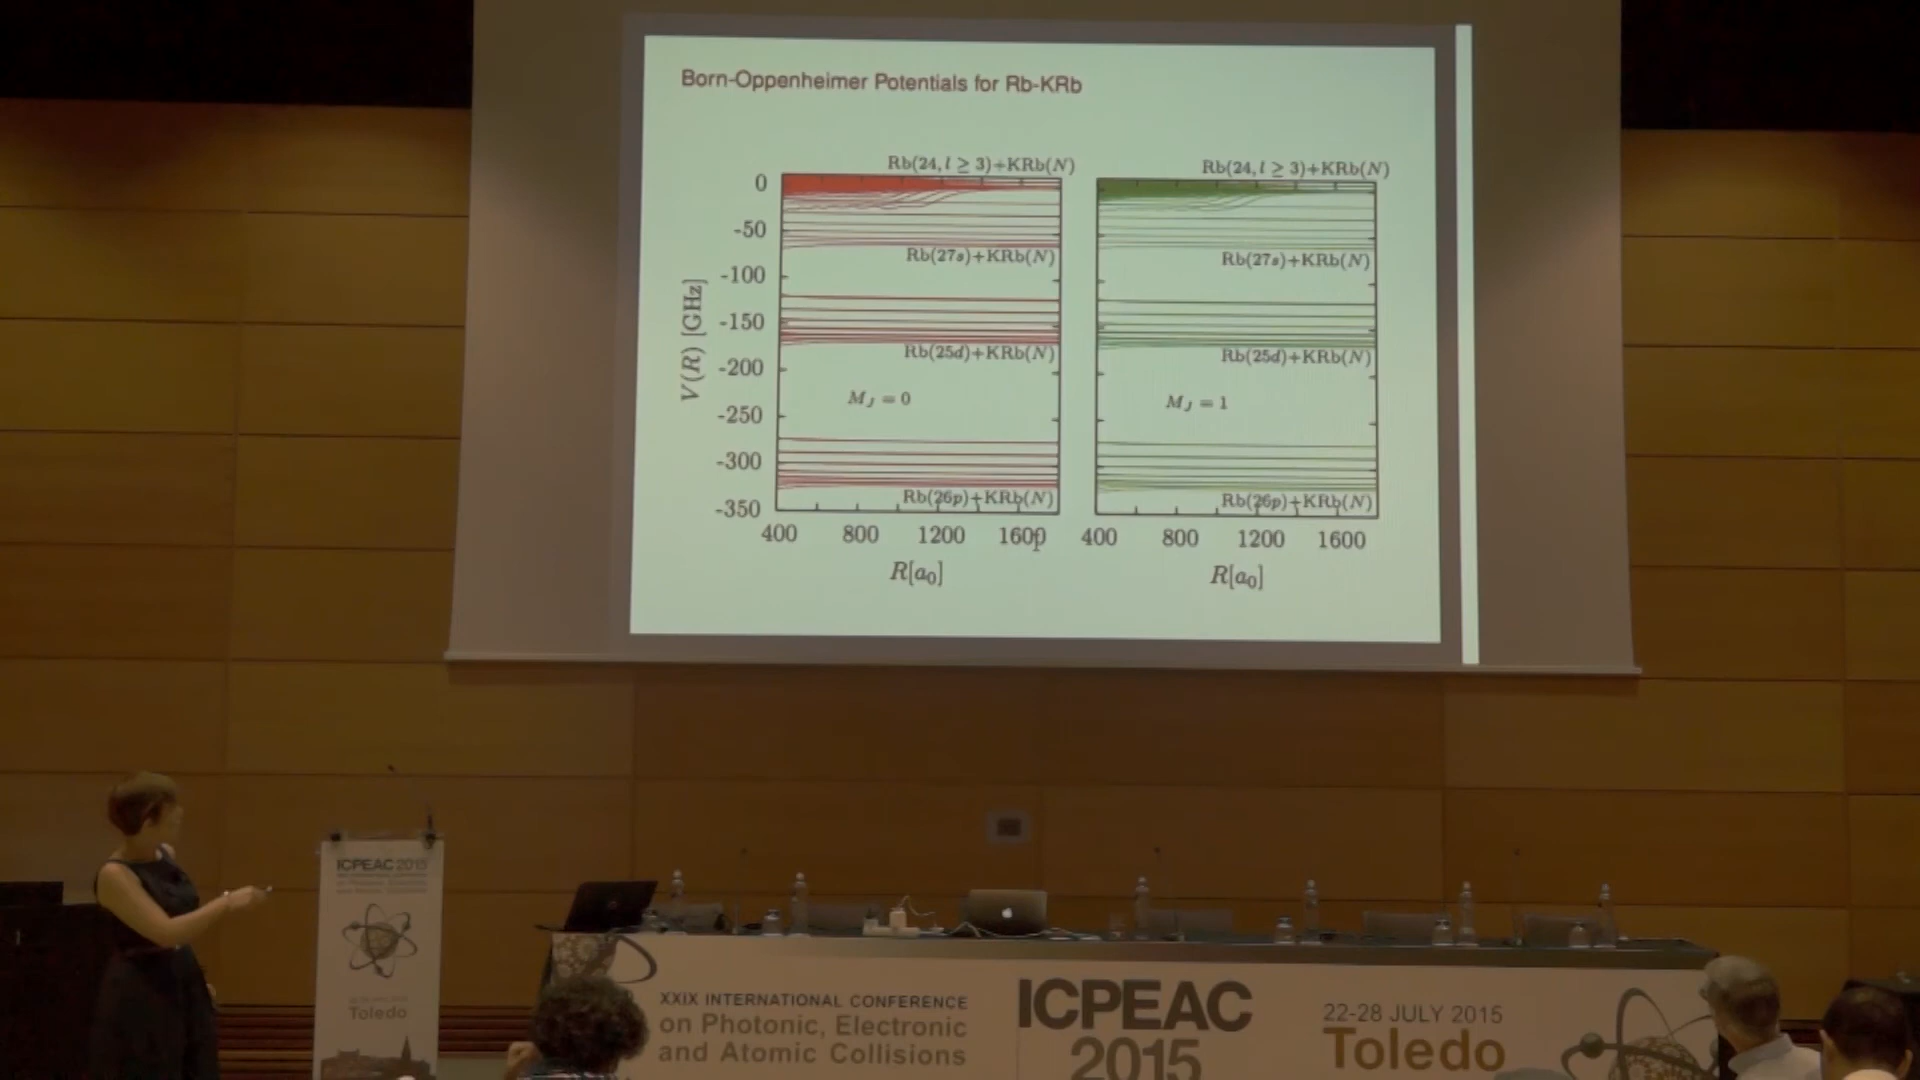 Born-Oppenheimer Potentials for Rb-KRb
Rb(24, l ≥ 3)+KRb(N)
Rb(24, l ≥ 3)+KRb(N)
0
-50
-100
-150
-200
-250
-300
-350
V(R) [GHz]
Rb(27s)+KRb(N)
Rb(25d)+KRb(N)
M_J = 0
Rb(26p)+KRb(N)
Rb(27s)+KRb(N)
Rb(25d)+KRb(N)
M_J = 1
Rb(26p)+KRb(N)
400 800 1200 1600
400 800 1200 1600
R[a₀]
R[a₀]
ICPEAC 2015
Toledo
XXIX INTERNATIONAL CONFERENCE
on Photonic, Electronic
and Atomic Collisions
ICPEAC
2015
22-28 JULY 2015
Toledo